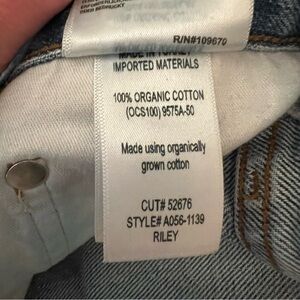 R/N#109670
MADE IN TURKEY
IMPORTED MATERIALS
100% ORGANIC COTTON
(OCS100) 9575A-50
Made using organically
grown cotton
CUT# 52676
STYLE# A056-1139
RILEY